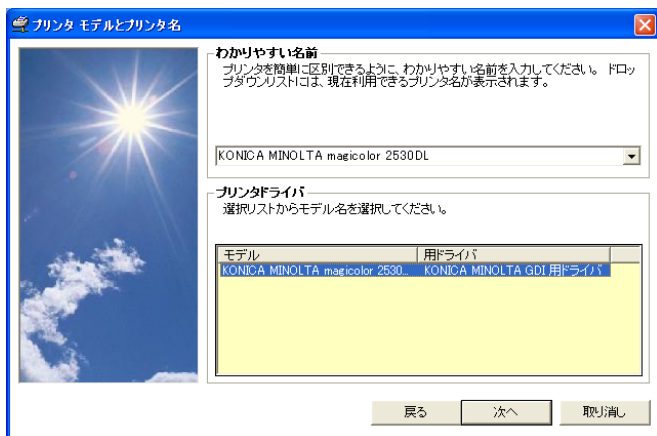 プリンタ モデルとプリンタ名
わかりやすい名前
プリンタを簡単に区別できるように、わかりやすい名前を入力してください。 ドロッ
プダウンリストには、現在利用できるプリンタ名が表示されます。
KONICA MINOLTA magicolor 2530DL
プリンタドライバ
選択リストからモデル名を選択してください。
モデル 用ドライバ
KONICA MINOLTA magicolor 2530... KONICA MINOLTA GDI 用ドライバ
戻る 次へ 取り消し